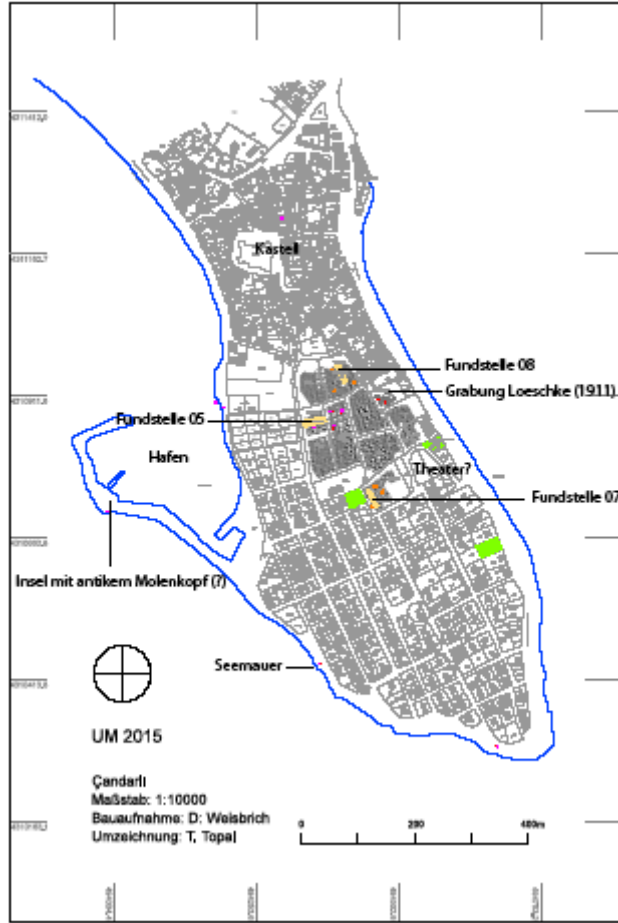 Kastell
Fundstelle 08
Grabung Loeschke (1911)
Fundstelle 05
Hafen
Theater?
Fundstelle 07
Insel mit antikem Molenkopf (?)
Seemauer
UM 2015
Çandarlı
Maßstab: 1:10000
Bauaufnahme: D: Weisbrich
Umzeichnung: T, Topal
0 200 400m